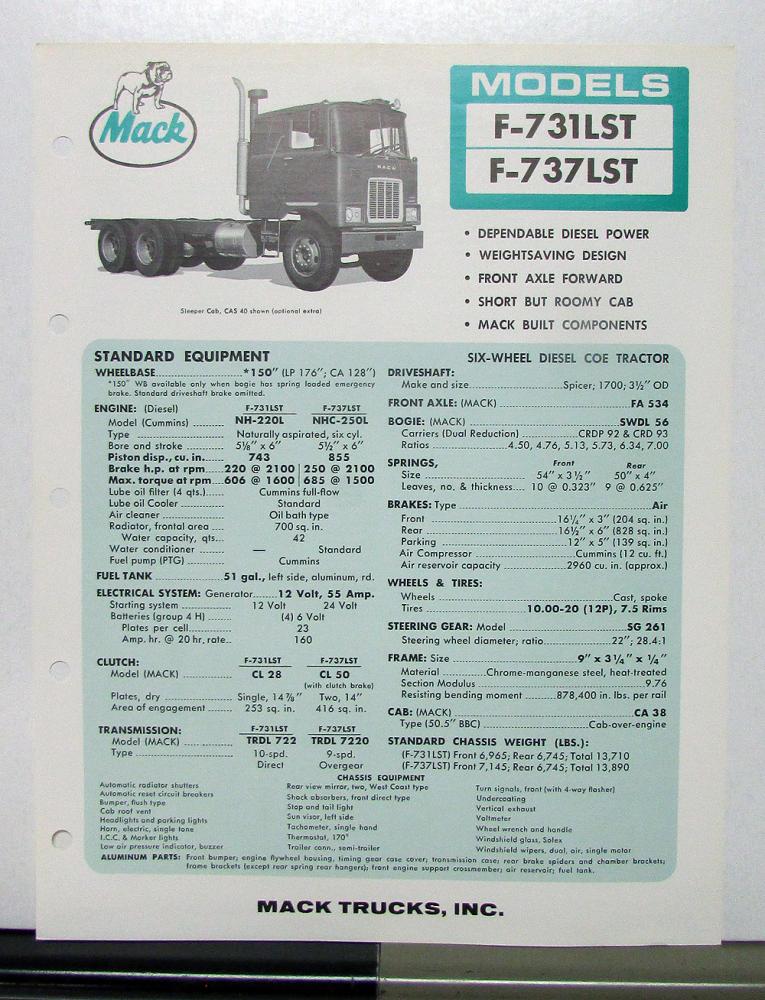 Mack
MACK
MODELS
F-731LST
F-737LST
• DEPENDABLE DIESEL POWER
• WEIGHTSAVING DESIGN
• FRONT AXLE FORWARD
• SHORT BUT ROOMY CAB
• MACK BUILT COMPONENTS
Sleeper Cab, CAS 40 shown (optional extra)
STANDARD EQUIPMENT
SIX-WHEEL DIESEL COE TRACTOR
WHEELBASE....................*150" (LP 176"; CA 128")
*150" WB available only when bogie has spring loaded emergency
brake. Standard driveshaft brake omitted.
ENGINE: (Diesel) F-731LST F-737LST
Model (Cummins) ......... NH-220L NHC-250L
Type ......................... Naturally aspirated, six cyl.
Bore and stroke ............ 5⅛" x 6" 5½" x 6"
Piston disp., cu. in......... 743 855
Brake h.p. at rpm.....220 @ 2100 | 250 @ 2100
Max. torque at rpm...606 @ 1600 | 685 @ 1500
Lube oil filter (4 qts.)...... Cummins full-flow
Lube oil Cooler ............ Standard
Air cleaner .................. Oil bath type
Radiator, frontal area .... 700 sq. in.
Water capacity, qts... 42
Water conditioner ....... — Standard
Fuel pump (PTG) ......... Cummins
FUEL TANK ..................51 gal., left side, aluminum, rd.
ELECTRICAL SYSTEM: Generator......12 Volt, 55 Amp.
Starting system ............ 12 Volt 24 Volt
Batteries (group 4 H) ..... (4) 6 Volt
Plates per cell............ 23
Amp. hr. @ 20 hr. rate.. 160
CLUTCH: F-731LST F-737LST
Model (MACK) ............ CL 28 CL 50
(with clutch brake)
Plates, dry ................. Single, 14⅞" Two, 14"
Area of engagement ...... 253 sq. in. 416 sq. in.
TRANSMISSION: F-731LST F-737LST
Model (MACK) ............ TRDL 722 TRDL 7220
Type ......................... 10-spd. 9-spd.
Direct Overgear
DRIVESHAFT:
Make and size........................Spicer; 1700; 3½" OD
FRONT AXLE: (MACK) ..............................FA 534
BOGIE: (MACK) ......................................SWDL 56
Carriers (Dual Reduction) ................CRDP 92 & CRD 93
Ratios .....................4.50, 4.76, 5.13, 5.73, 6.34, 7.00
SPRINGS, Front Rear
Size .............................. 54" x 3½" 50" x 4"
Leaves, no. & thickness.... 10 @ 0.323" 9 @ 0.625"
BRAKES: Type ................................................Air
Front ....................................16¼" x 3" (204 sq. in.)
Rear .....................................16½" x 6" (828 sq. in.)
Parking ...................................12" x 5" (139 sq. in.)
Air Compressor .............................Cummins (12 cu. ft.)
Air reservoir capacity ................2960 cu. in. (approx.)
WHEELS & TIRES:
Wheels ............................................Cast, spoke
Tires ..............................10.00-20 (12P), 7.5 Rims
STEERING GEAR: Model ..............................SG 261
Steering wheel diameter; ratio................22"; 28.4:1
FRAME: Size ..............................9" x 3¼" x ¼"
Material ................Chrome-manganese steel, heat-treated
Section Modulus .............................................9.76
Resisting bending moment .........878,400 in. lbs. per rail
CAB: (MACK) .............................................CA 38
Type (50.5" BBC) ...............................Cab-over-engine
STANDARD CHASSIS WEIGHT (LBS.):
(F-731LST) Front 6,965; Rear 6,745; Total 13,710
(F-737LST) Front 7,145; Rear 6,745; Total 13,890
CHASSIS EQUIPMENT
Automatic radiator shutters
Automatic reset circuit breakers
Bumper, flush type
Cab roof vent
Headlights and parking lights
Horn, electric, single tone
I.C.C. & Marker lights
Low air pressure indicator, buzzer
Rear view mirror, two, West Coast type
Shock absorbers, front direct type
Stop and tail light
Sun visor, left side
Tachometer, single hand
Thermostat, 170°
Trailer conn., semi-trailer
Turn signals, front (with 4-way flasher)
Undercoating
Vertical exhaust
Voltmeter
Wheel wrench and handle
Windshield glass, Solex
Windshield wipers, dual, air, single motor
ALUMINUM PARTS: Front bumper; engine flywheel housing, timing gear case cover; transmission case; rear brake spiders and chamber brackets;
frame brackets (except rear spring rear hangers); front engine support crossmember; air reservoir; fuel tank.
MACK TRUCKS, INC.